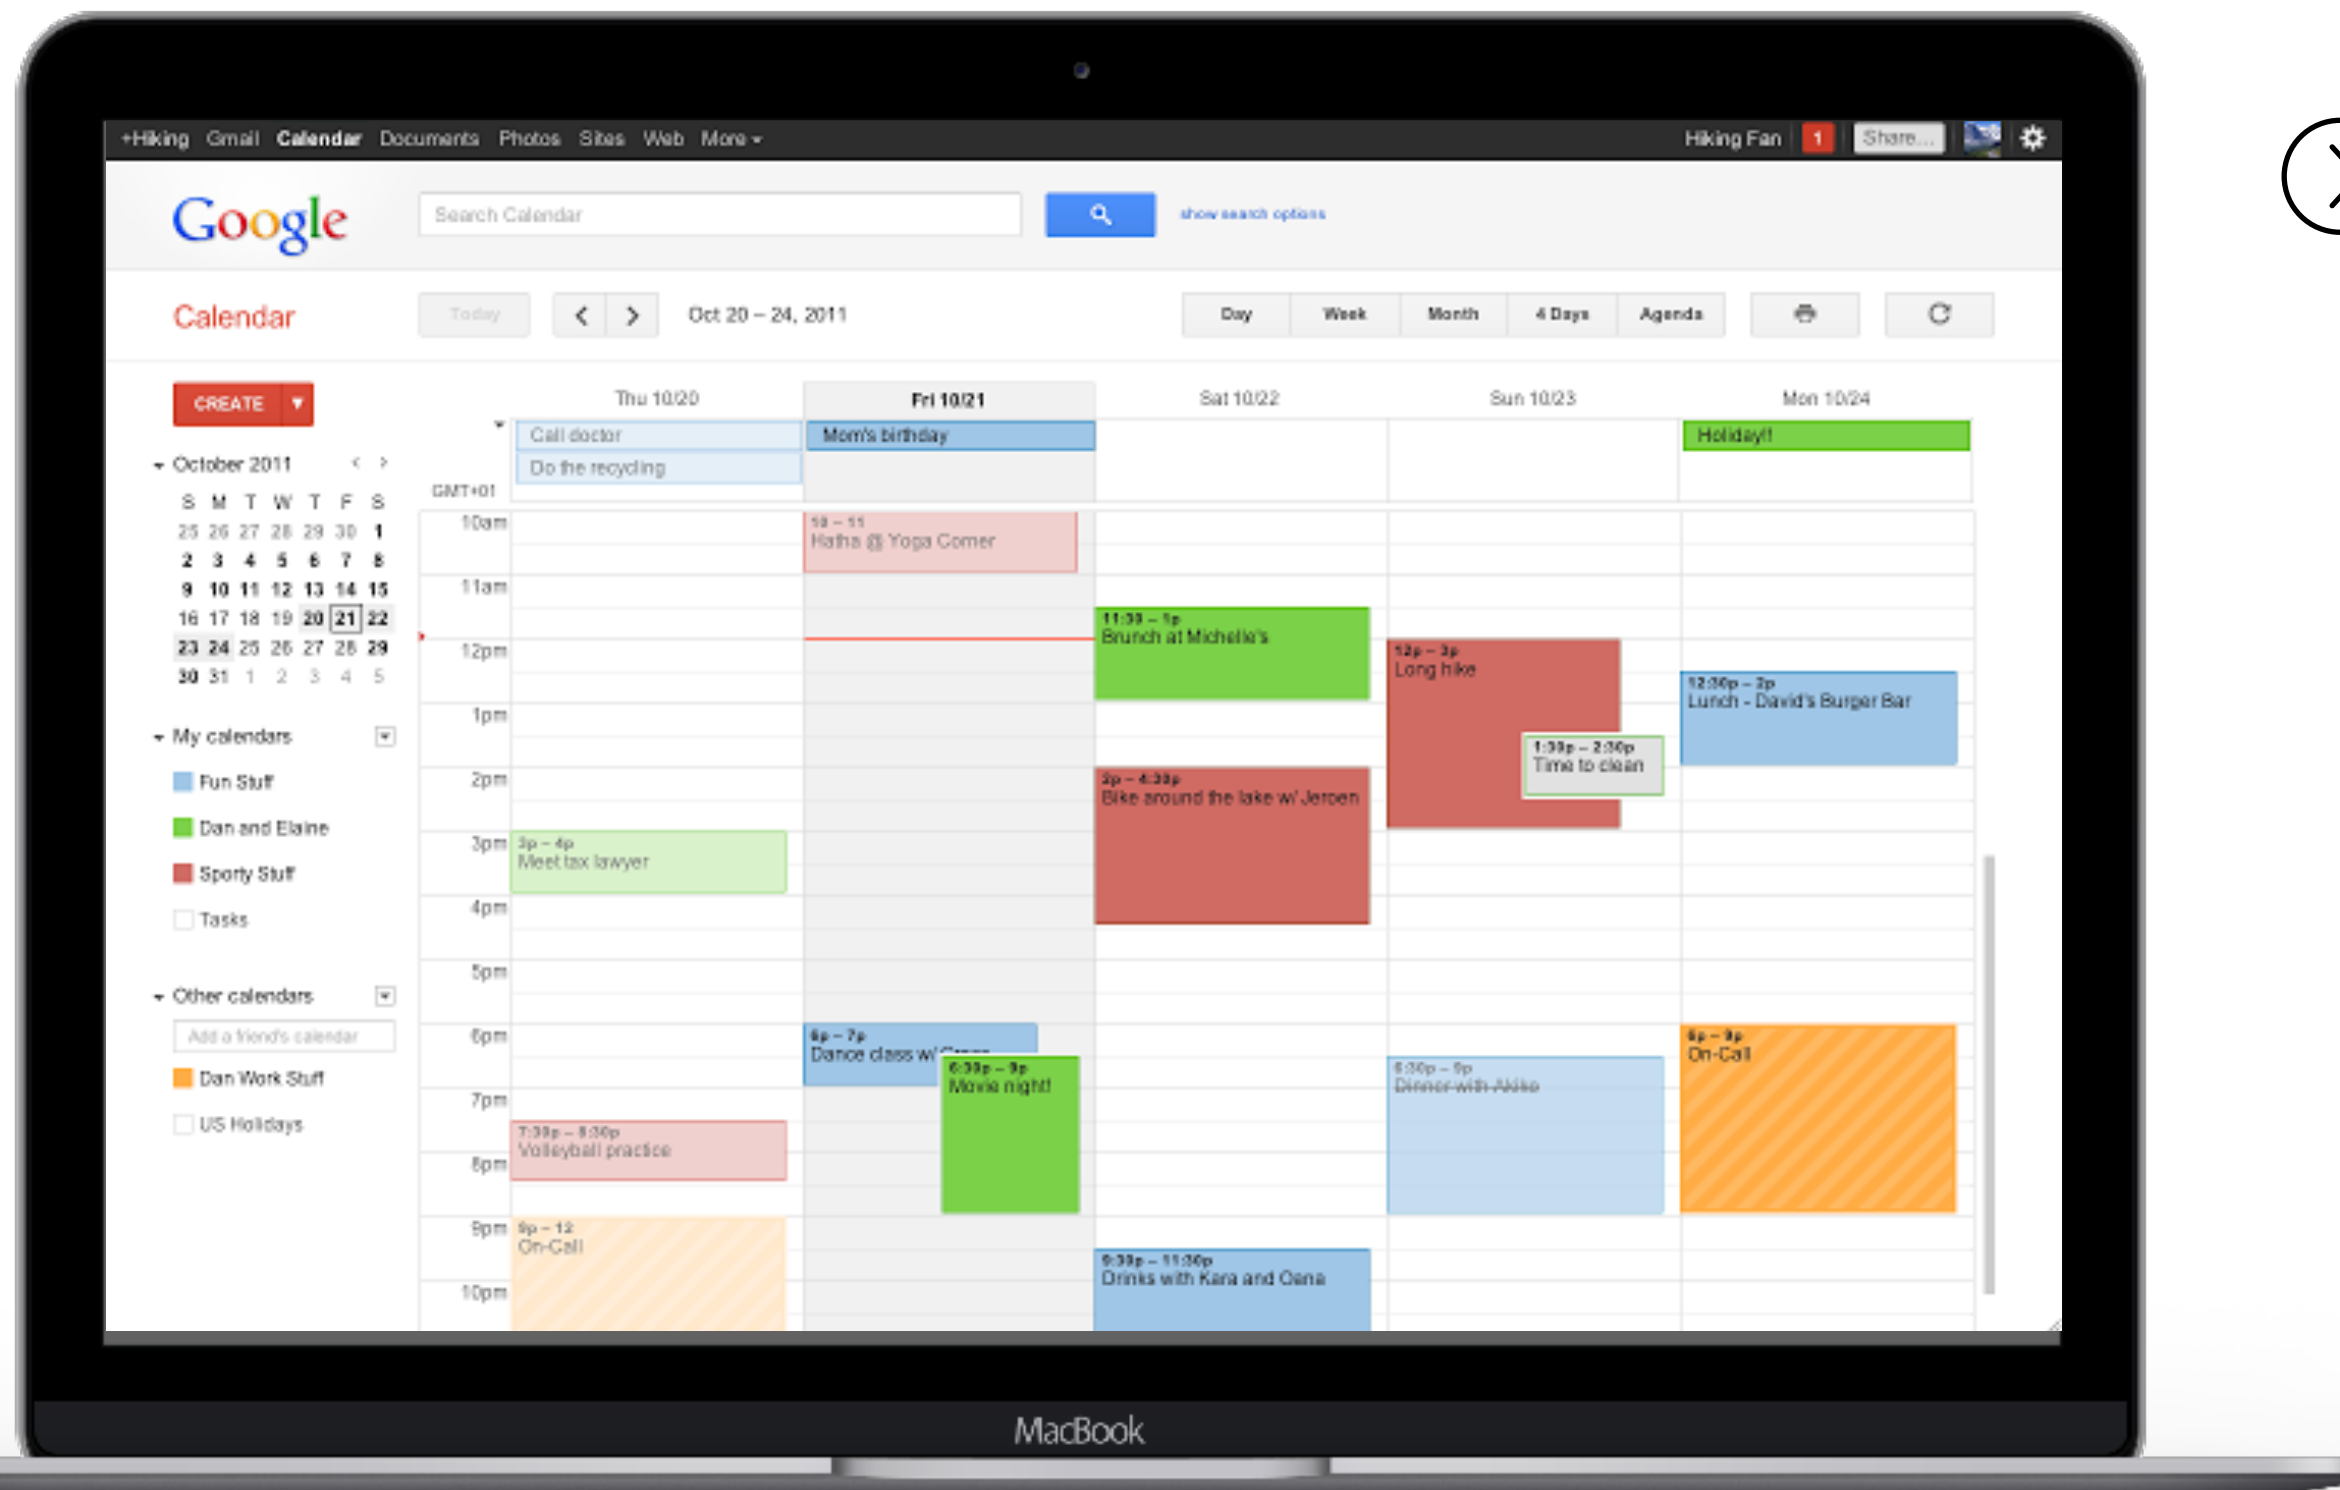 +Hiking Gmail Calendar Documents Photos Sites Web More
Hiking Fan 1 Share...
Google
Search Calendar
show search options
Calendar
Today
Oct 20 – 24, 2011
Day Week Month 4 Days Agenda
CREATE
October 2011
S M T W T F S
25 26 27 28 29 30 1
2 3 4 5 6 7 8
9 10 11 12 13 14 15
16 17 18 19 20 21 22
23 24 25 26 27 28 29
30 31 1 2 3 4 5
My calendars
Fun Stuff
Dan and Elaine
Sporty Stuff
Tasks
Other calendars
Add a friend's calendar
Dan Work Stuff
US Holidays
Thu 10/20 Fri 10/21 Sat 10/22 Sun 10/23 Mon 10/24
Call doctor
Do the recycling
Mom's birthday
Holiday!!
GMT+01
10am
11am
12pm
1pm
2pm
3pm
4pm
5pm
6pm
7pm
8pm
9pm
10pm
3p – 4p
Meet tax lawyer
7:30p – 8:30p
Volleyball practice
9p – 12
On-Call
10 – 11
Hatha @ Yoga Corner
6p – 7p
Dance class w/
6:30p – 9p
Movie night!
11:30 – 1p
Brunch at Michelle's
2p – 4:30p
Bike around the lake w/ Jeroen
9:30p – 11:30p
Drinks with Kara and Oana
12p – 3p
Long hike
1:30p – 2:30p
Time to clean
6:30p – 9p
Dinner with Akiko
12:30p – 2p
Lunch - David's Burger Bar
6p – 9p
On-Call
MacBook